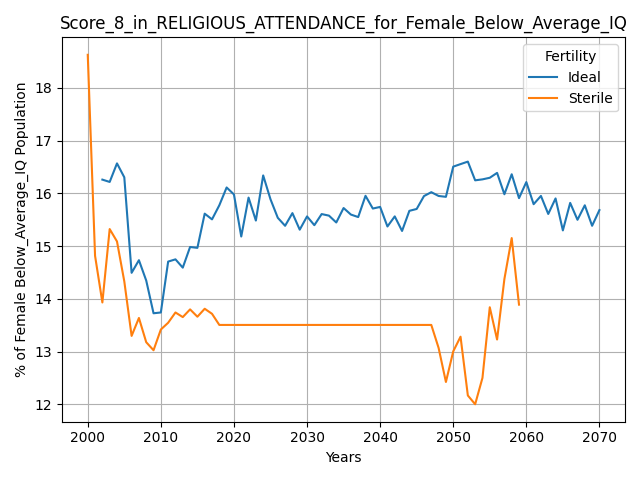 Score_8_in_RELIGIOUS_ATTENDANCE_for_Female_Below_Average_IQ
Fertility
Ideal
Sterile
% of Female Below_Average_IQ Population
18
17
16
15
14
13
12
2000 2010 2020 2030 2040 2050 2060 2070
Years